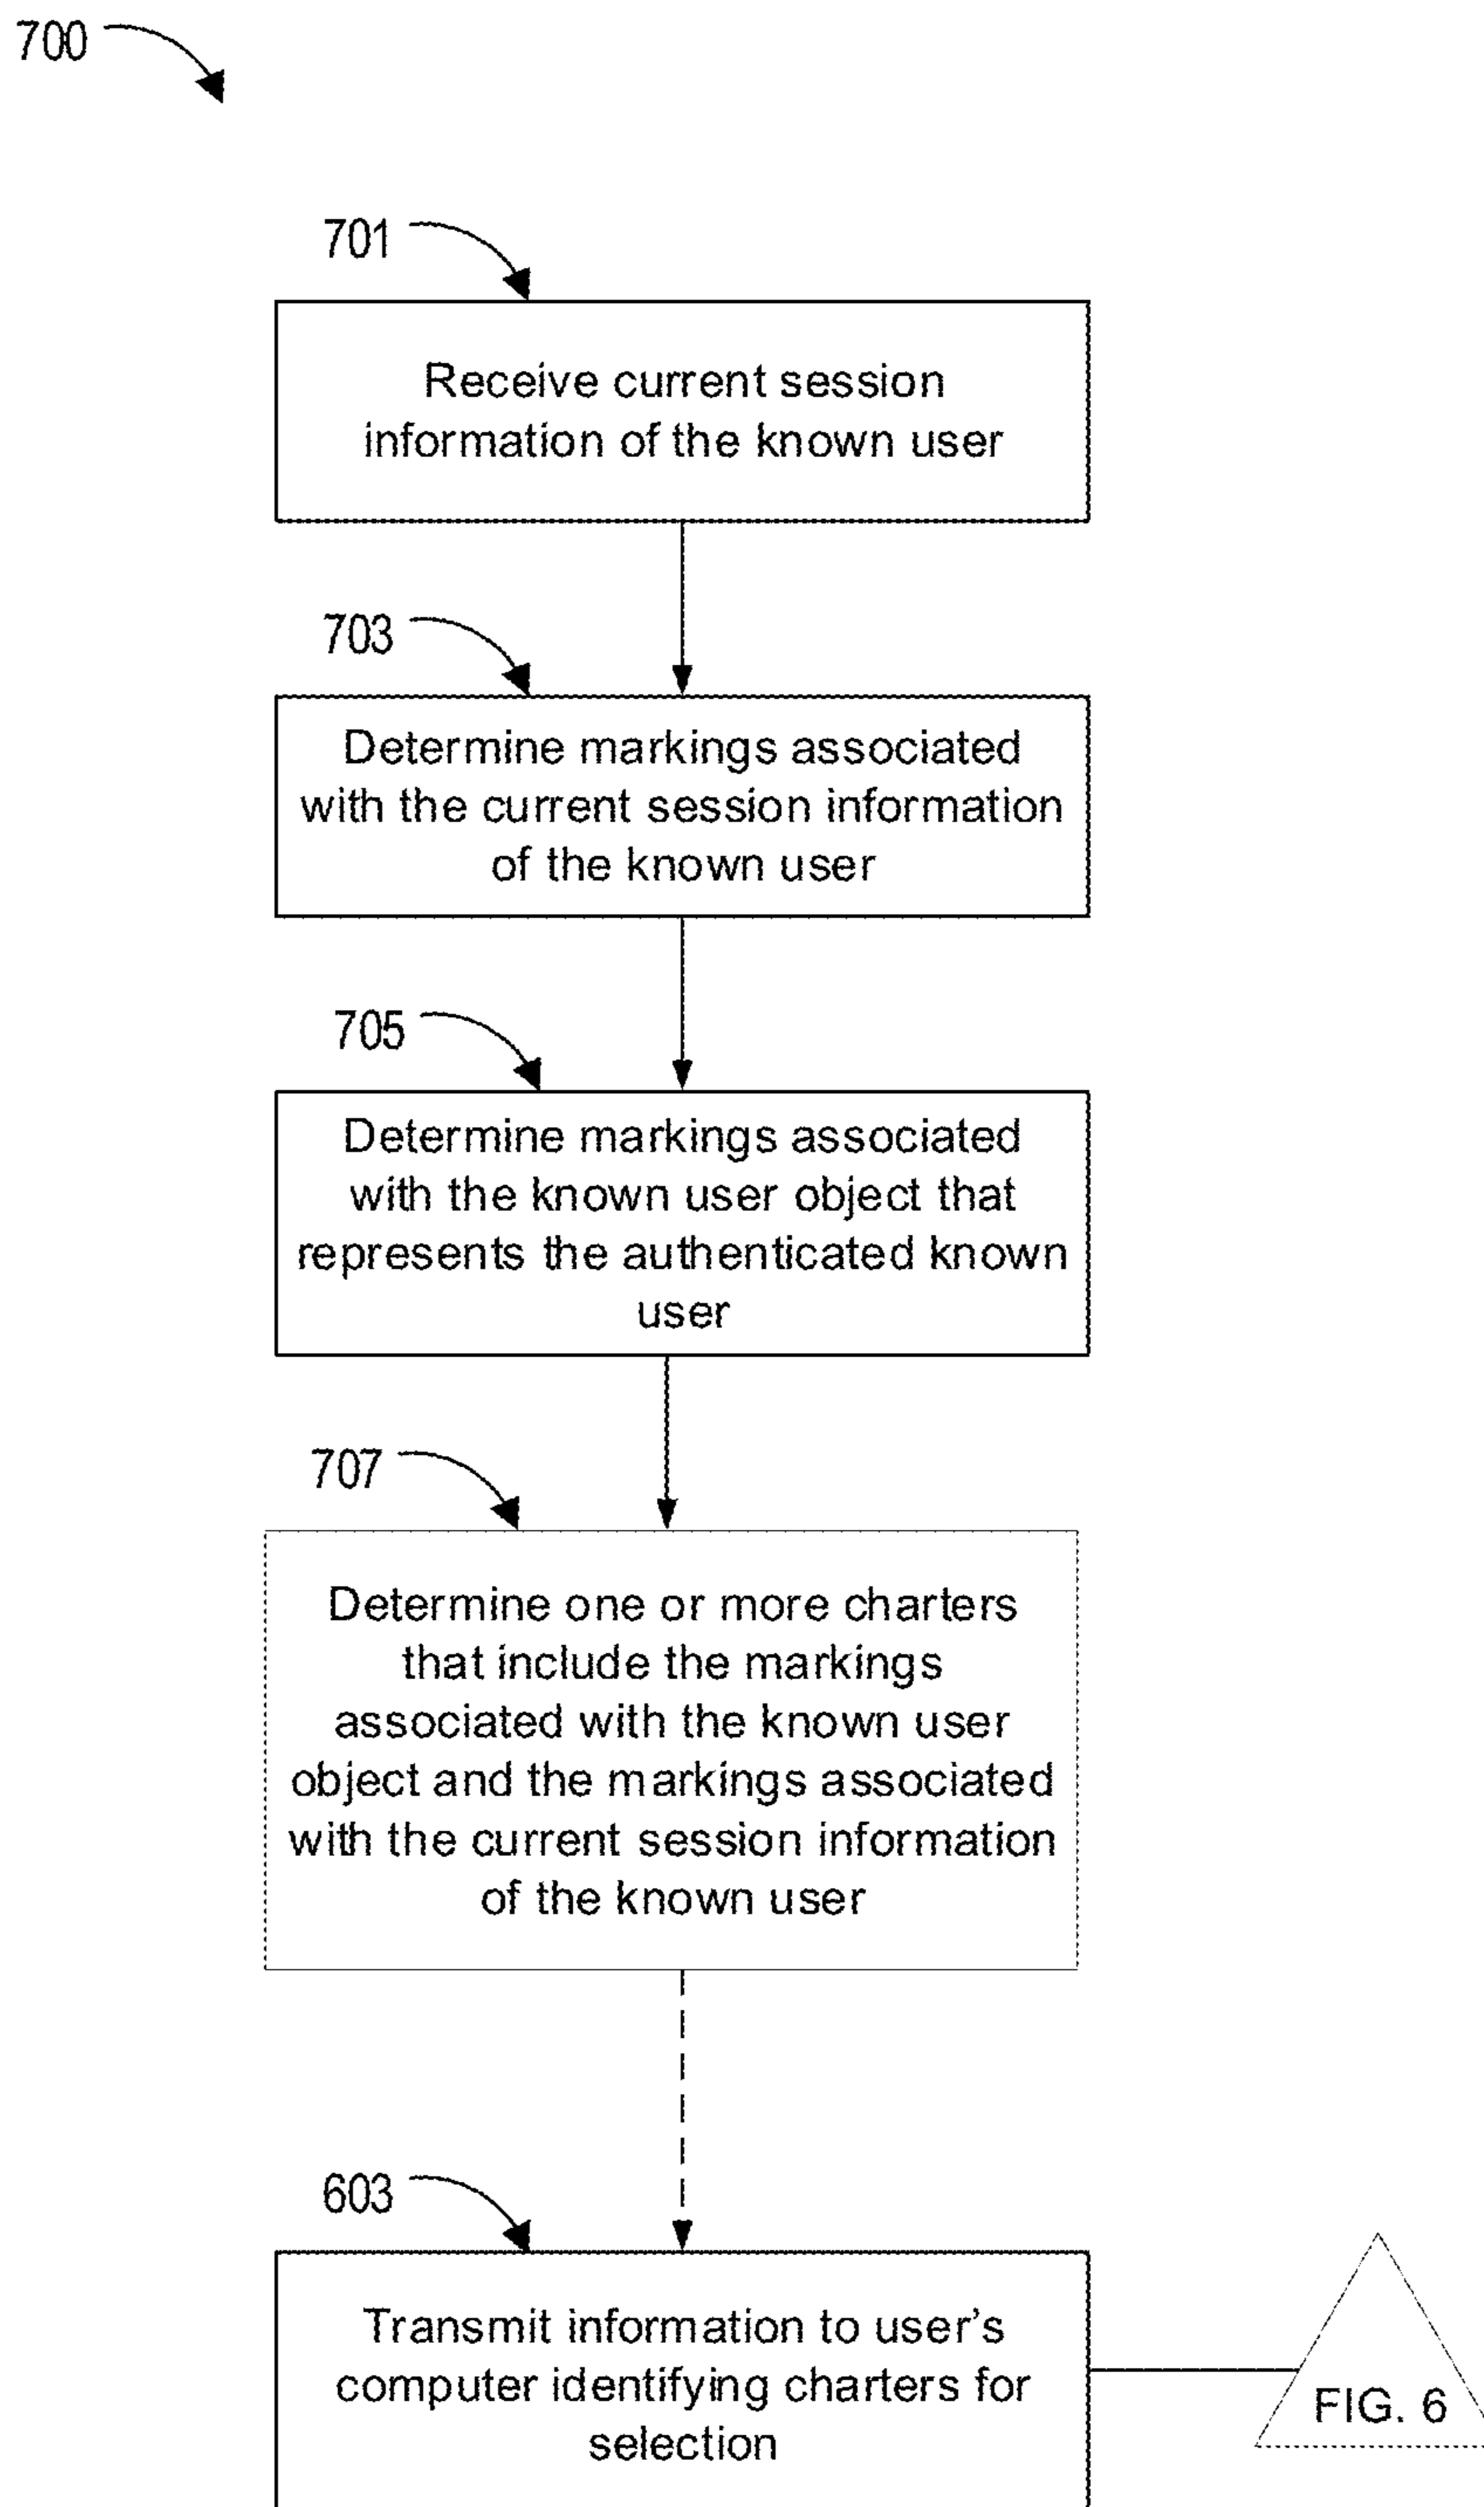 700
701
Receive current session
information of the known user
703
Determine markings associated
with the current session information
of the known user
705
Determine markings associated
with the known user object that
represents the authenticated known
user
707
Determine one or more charters
that include the markings
associated with the known user
object and the markings associated
with the current session information
of the known user
603
Transmit information to user's
computer identifying charters for
selection
FIG. 6